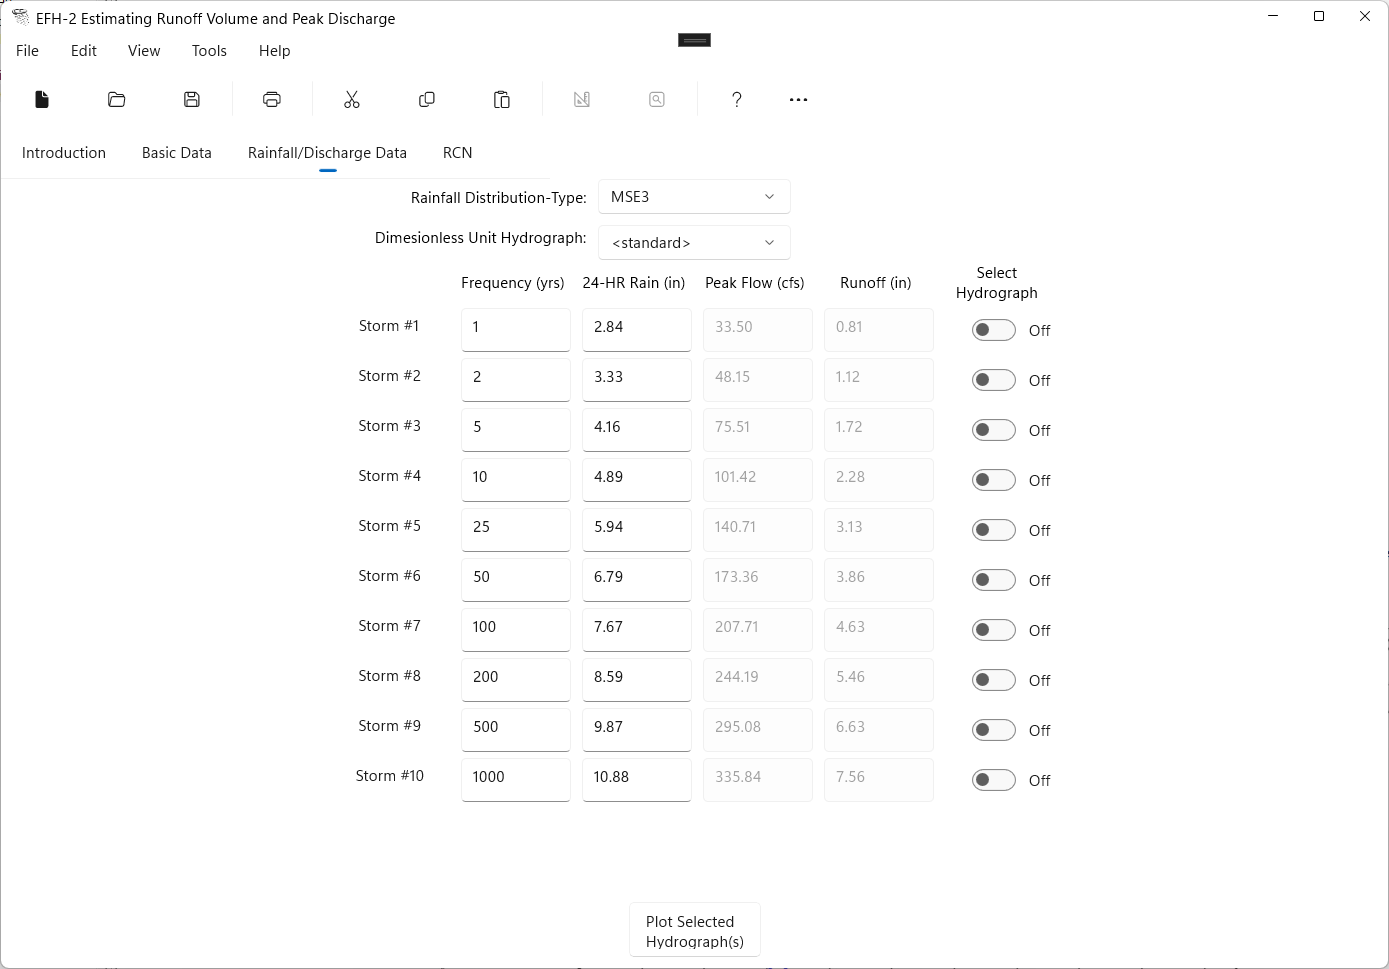 EFH-2 Estimating Runoff Volume and Peak Discharge
File Edit View Tools Help
?
Introduction Basic Data Rainfall/Discharge Data RCN
Rainfall Distribution-Type: MSE3
Dimesionless Unit Hydrograph: <standard>
Select
Frequency (yrs) 24-HR Rain (in) Peak Flow (cfs) Runoff (in) Hydrograph
Storm #1 1 2.84 33.50 0.81 Off
Storm #2 2 3.33 48.15 1.12 Off
Storm #3 5 4.16 75.51 1.72 Off
Storm #4 10 4.89 101.42 2.28 Off
Storm #5 25 5.94 140.71 3.13 Off
Storm #6 50 6.79 173.36 3.86 Off
Storm #7 100 7.67 207.71 4.63 Off
Storm #8 200 8.59 244.19 5.46 Off
Storm #9 500 9.87 295.08 6.63 Off
Storm #10 1000 10.88 335.84 7.56 Off
Plot Selected
Hydrograph(s)